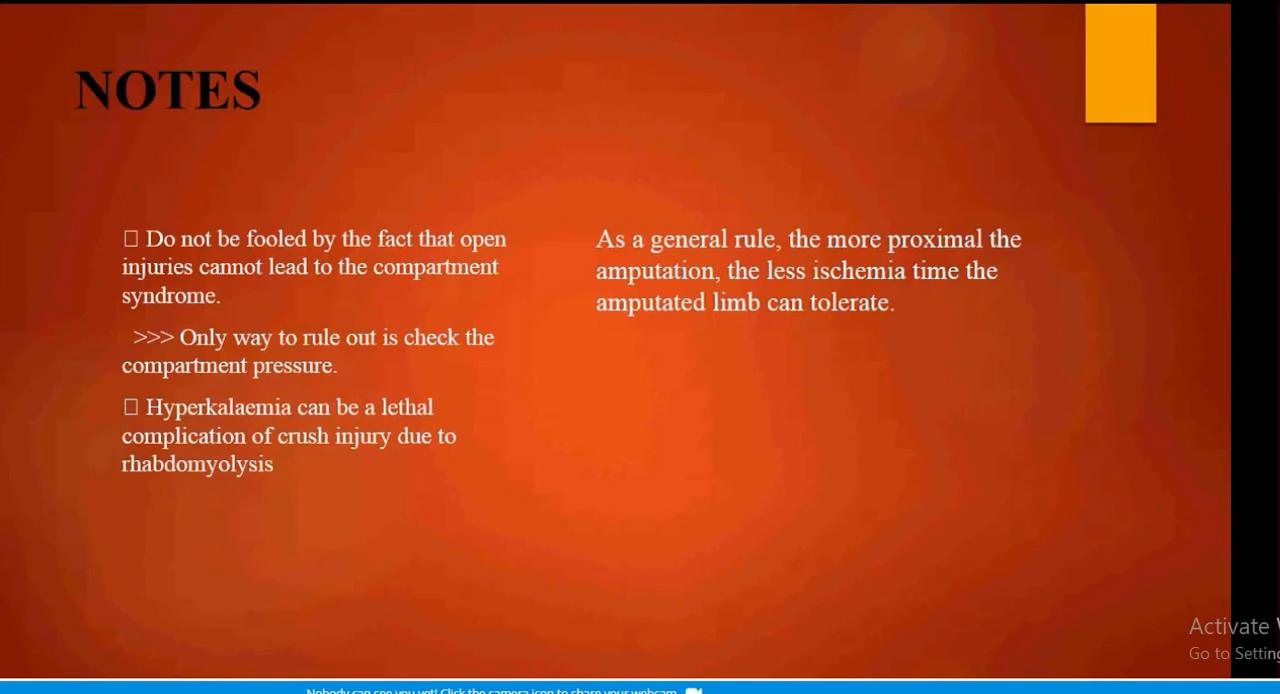 NOTES
□ Do not be fooled by the fact that open
injuries cannot lead to the compartment
syndrome.
>>> Only way to rule out is check the
compartment pressure.
□ Hyperkalaemia can be a lethal
complication of crush injury due to
rhabdomyolysis
As a general rule, the more proximal the
amputation, the less ischemia time the
amputated limb can tolerate.
Activate
Go to Settin
Nobody can see you yet! Click the camera icon to share your webcam.